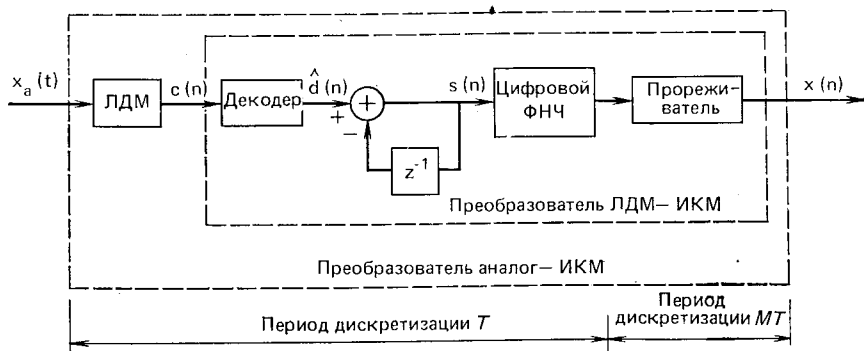 x_a (t)
ЛДМ
c (n)
Декодер
d̂ (n)
+
+
−
s (n)
z⁻¹
Цифровой
ФНЧ
Прорежи-
ватель
x (n)
Преобразователь ЛДМ— ИКМ
Преобразователь аналог— ИКМ
Период дискретизации T
Период
дискретизации MT